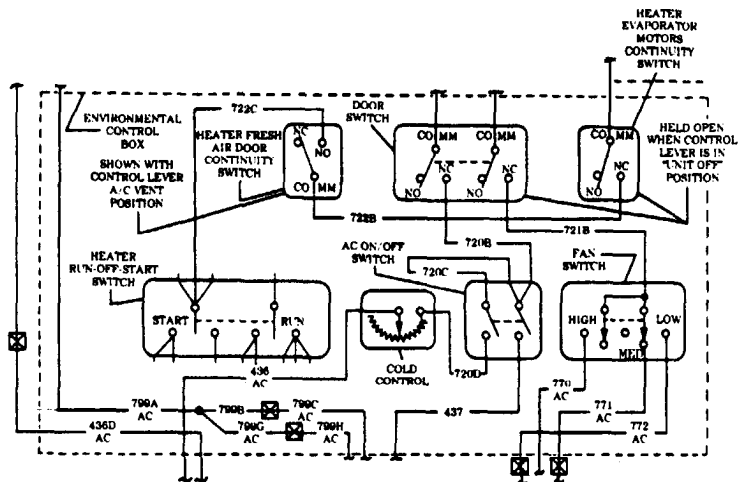 HEATER
EVAPORATOR
MOTORS
CONTINUITY
SWITCH
ENVIRONMENTAL
CONTROL
BOX
722C
DOOR
SWITCH
HEATER FRESH
AIR DOOR
CONTINUITY
SWITCH
NC
NO
COMM
COMM
COMM
NC
NC
NO
NO
COMM
NC
NO
HELD OPEN
WHEN CONTROL
LEVER IS IN
"UNIT OFF"
POSITION
SHOWN WITH
CONTROL LEVER
A/C VENT
POSITION
722B
720B
721B
HEATER
RUN-OFF-START
SWITCH
AC ON/OFF
SWITCH
720C
FAN
SWITCH
START
RUN
HIGH
LOW
MED
COLD
CONTROL
436
AC
720D
799A
AC
799B
799C
AC
437
770
AC
771
AC
772
AC
436D
AC
799G
AC
799H
AC